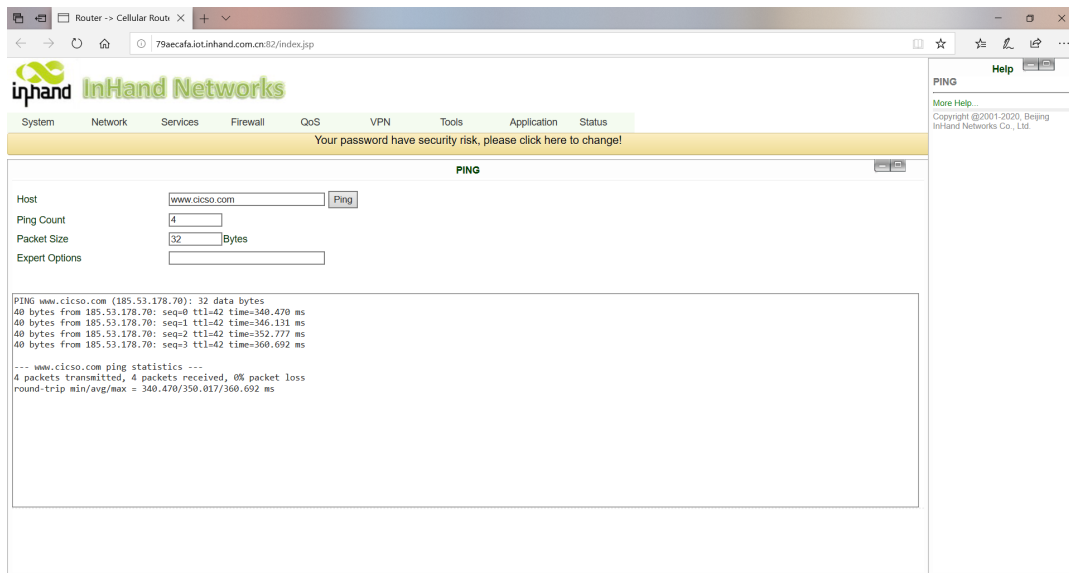 Router -> Cellular Route
79aecafa.iot.inhand.com.cn:82/index.jsp
inhand InHand Networks
System Network Services Firewall QoS VPN Tools Application Status
Your password have security risk, please click here to change!
PING
Host www.cicso.com Ping
Ping Count 4
Packet Size 32 Bytes
Expert Options
PING www.cicso.com (185.53.178.70): 32 data bytes
40 bytes from 185.53.178.70: seq=0 ttl=42 time=340.470 ms
40 bytes from 185.53.178.70: seq=1 ttl=42 time=346.131 ms
40 bytes from 185.53.178.70: seq=2 ttl=42 time=352.777 ms
40 bytes from 185.53.178.70: seq=3 ttl=42 time=360.692 ms
--- www.cicso.com ping statistics ---
4 packets transmitted, 4 packets received, 0% packet loss
round-trip min/avg/max = 340.470/350.017/360.692 ms
Help
PING
More Help...
Copyright @2001-2020, Beijing
InHand Networks Co., Ltd.